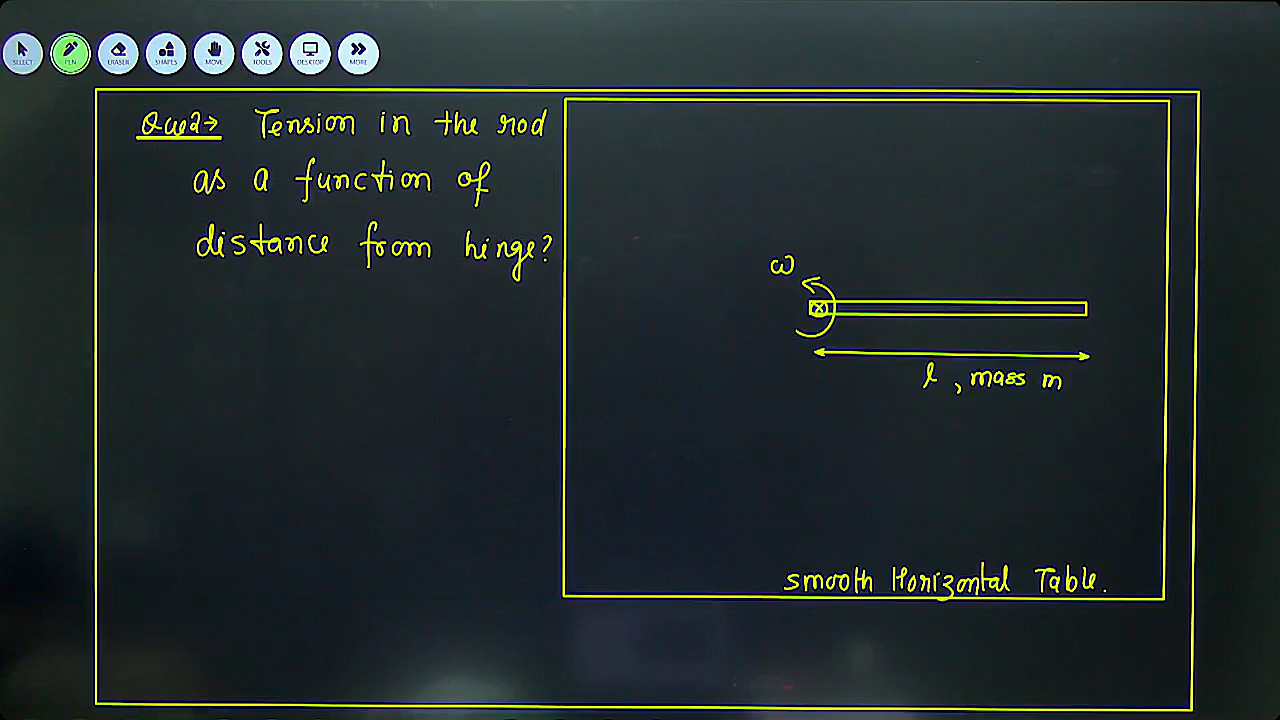 SELECT
PEN
ERASER
SHAPES
MOVE
TOOLS
DESKTOP
MORE
Que2→ Tension in the rod
as a function of
distance from hinge?
ω
l , mass m
smooth Horizontal Table.